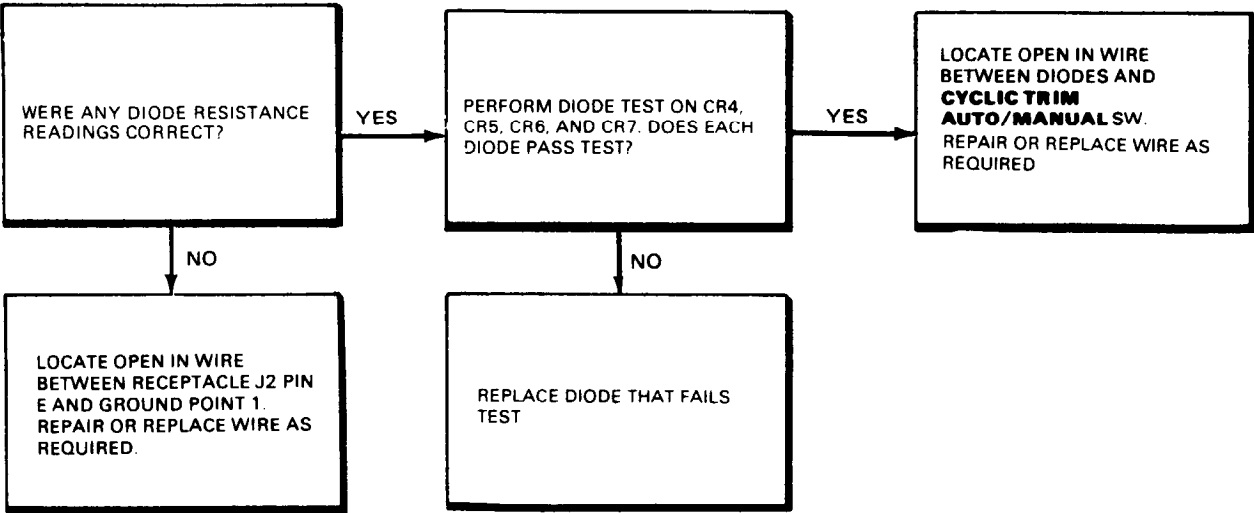 WERE ANY DIODE RESISTANCE
READINGS CORRECT?
YES
PERFORM DIODE TEST ON CR4,
CR5, CR6, AND CR7. DOES EACH
DIODE PASS TEST?
YES
LOCATE OPEN IN WIRE
BETWEEN DIODES AND
CYCLIC TRIM
AUTO/MANUAL SW.
REPAIR OR REPLACE WIRE AS
REQUIRED
NO
NO
LOCATE OPEN IN WIRE
BETWEEN RECEPTACLE J2 PIN
E AND GROUND POINT 1.
REPAIR OR REPLACE WIRE AS
REQUIRED.
REPLACE DIODE THAT FAILS
TEST